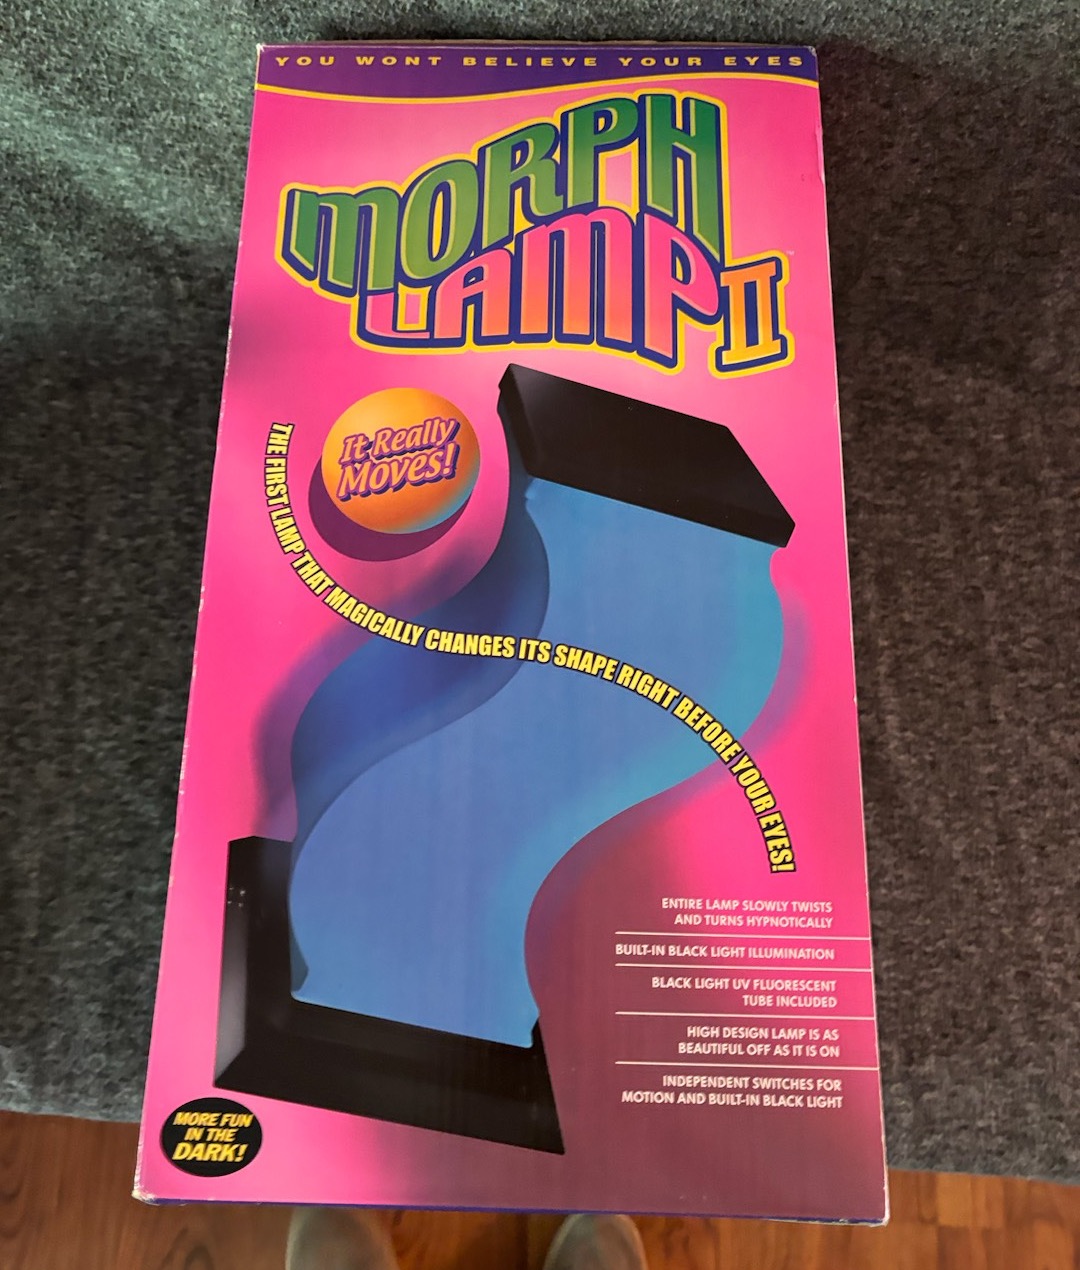 YOU WONT BELIEVE YOUR EYES
MORPH
LAMP II
™
It Really
Moves!
THE FIRST LAMP THAT MAGICALLY CHANGES ITS SHAPE RIGHT BEFORE YOUR EYES!
ENTIRE LAMP SLOWLY TWISTS
AND TURNS HYPNOTICALLY
BUILT-IN BLACK LIGHT ILLUMINATION
BLACK LIGHT UV FLUORESCENT
TUBE INCLUDED
HIGH DESIGN LAMP IS AS
BEAUTIFUL OFF AS IT IS ON
INDEPENDENT SWITCHES FOR
MOTION AND BUILT-IN BLACK LIGHT
MORE FUN
IN THE
DARK!